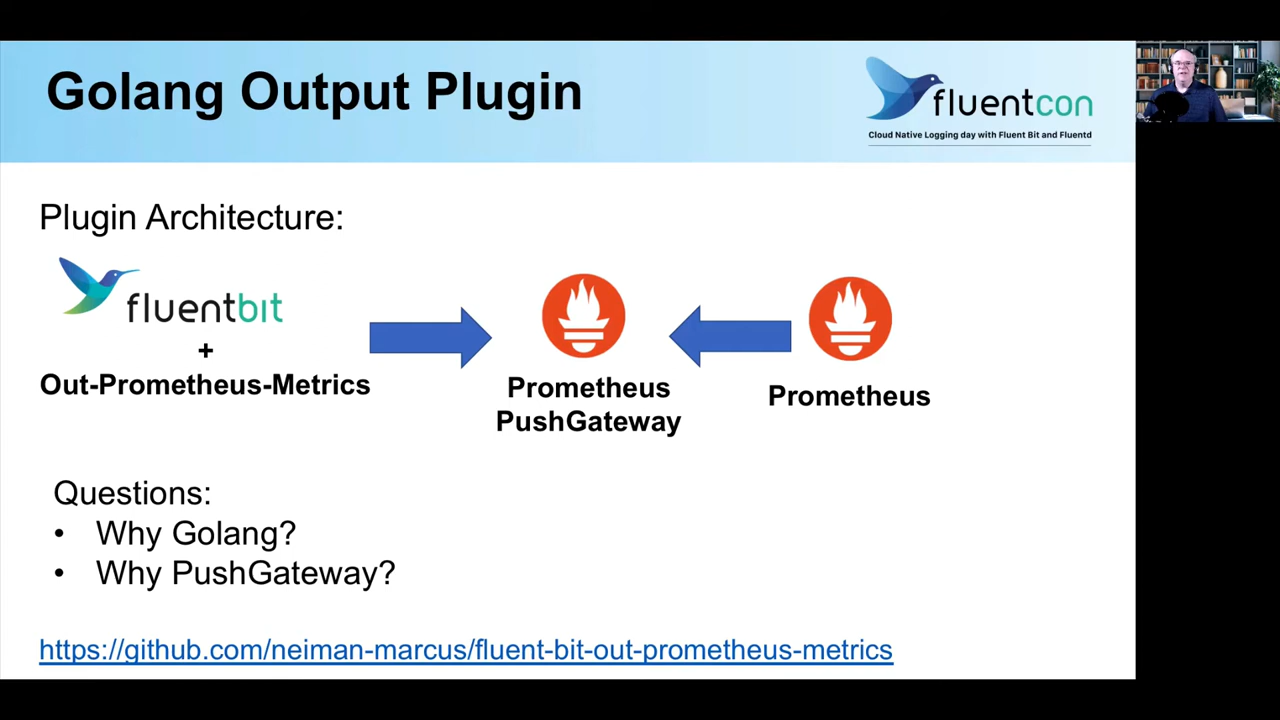 Golang Output Plugin
fluentcon
Cloud Native Logging day with Fluent Bit and Fluentd
Plugin Architecture:
fluentbit
+
Out-Prometheus-Metrics
Prometheus
PushGateway
Prometheus
Questions:
• Why Golang?
• Why PushGateway?
https://github.com/neiman-marcus/fluent-bit-out-prometheus-metrics